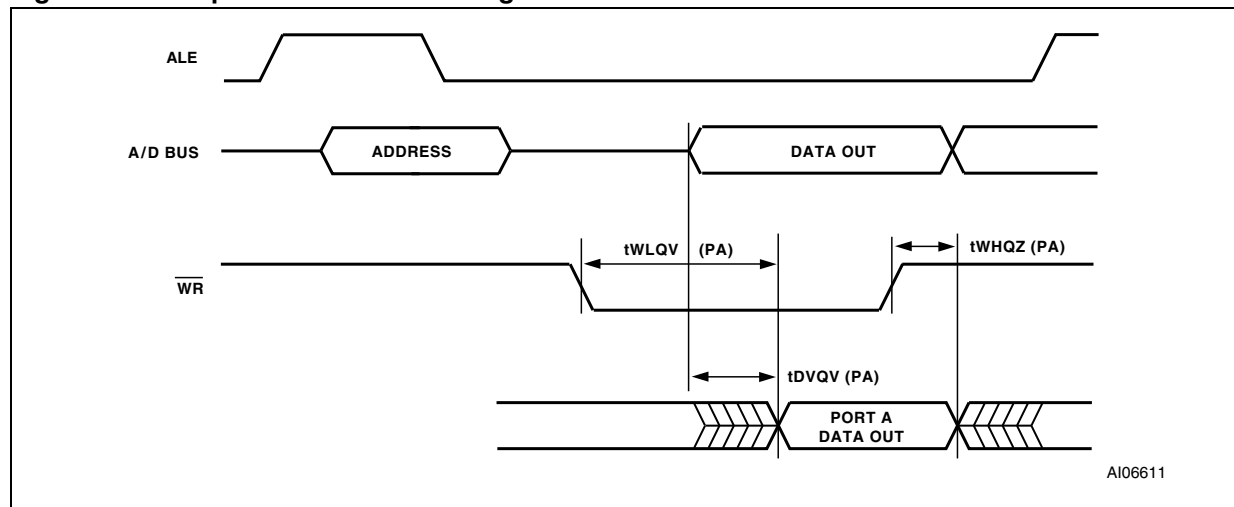 ALE
A/D BUS
ADDRESS
DATA OUT
tWLQV (PA)
tWHQZ (PA)
WR
tDVQV (PA)
PORT A
DATA OUT
AI06611